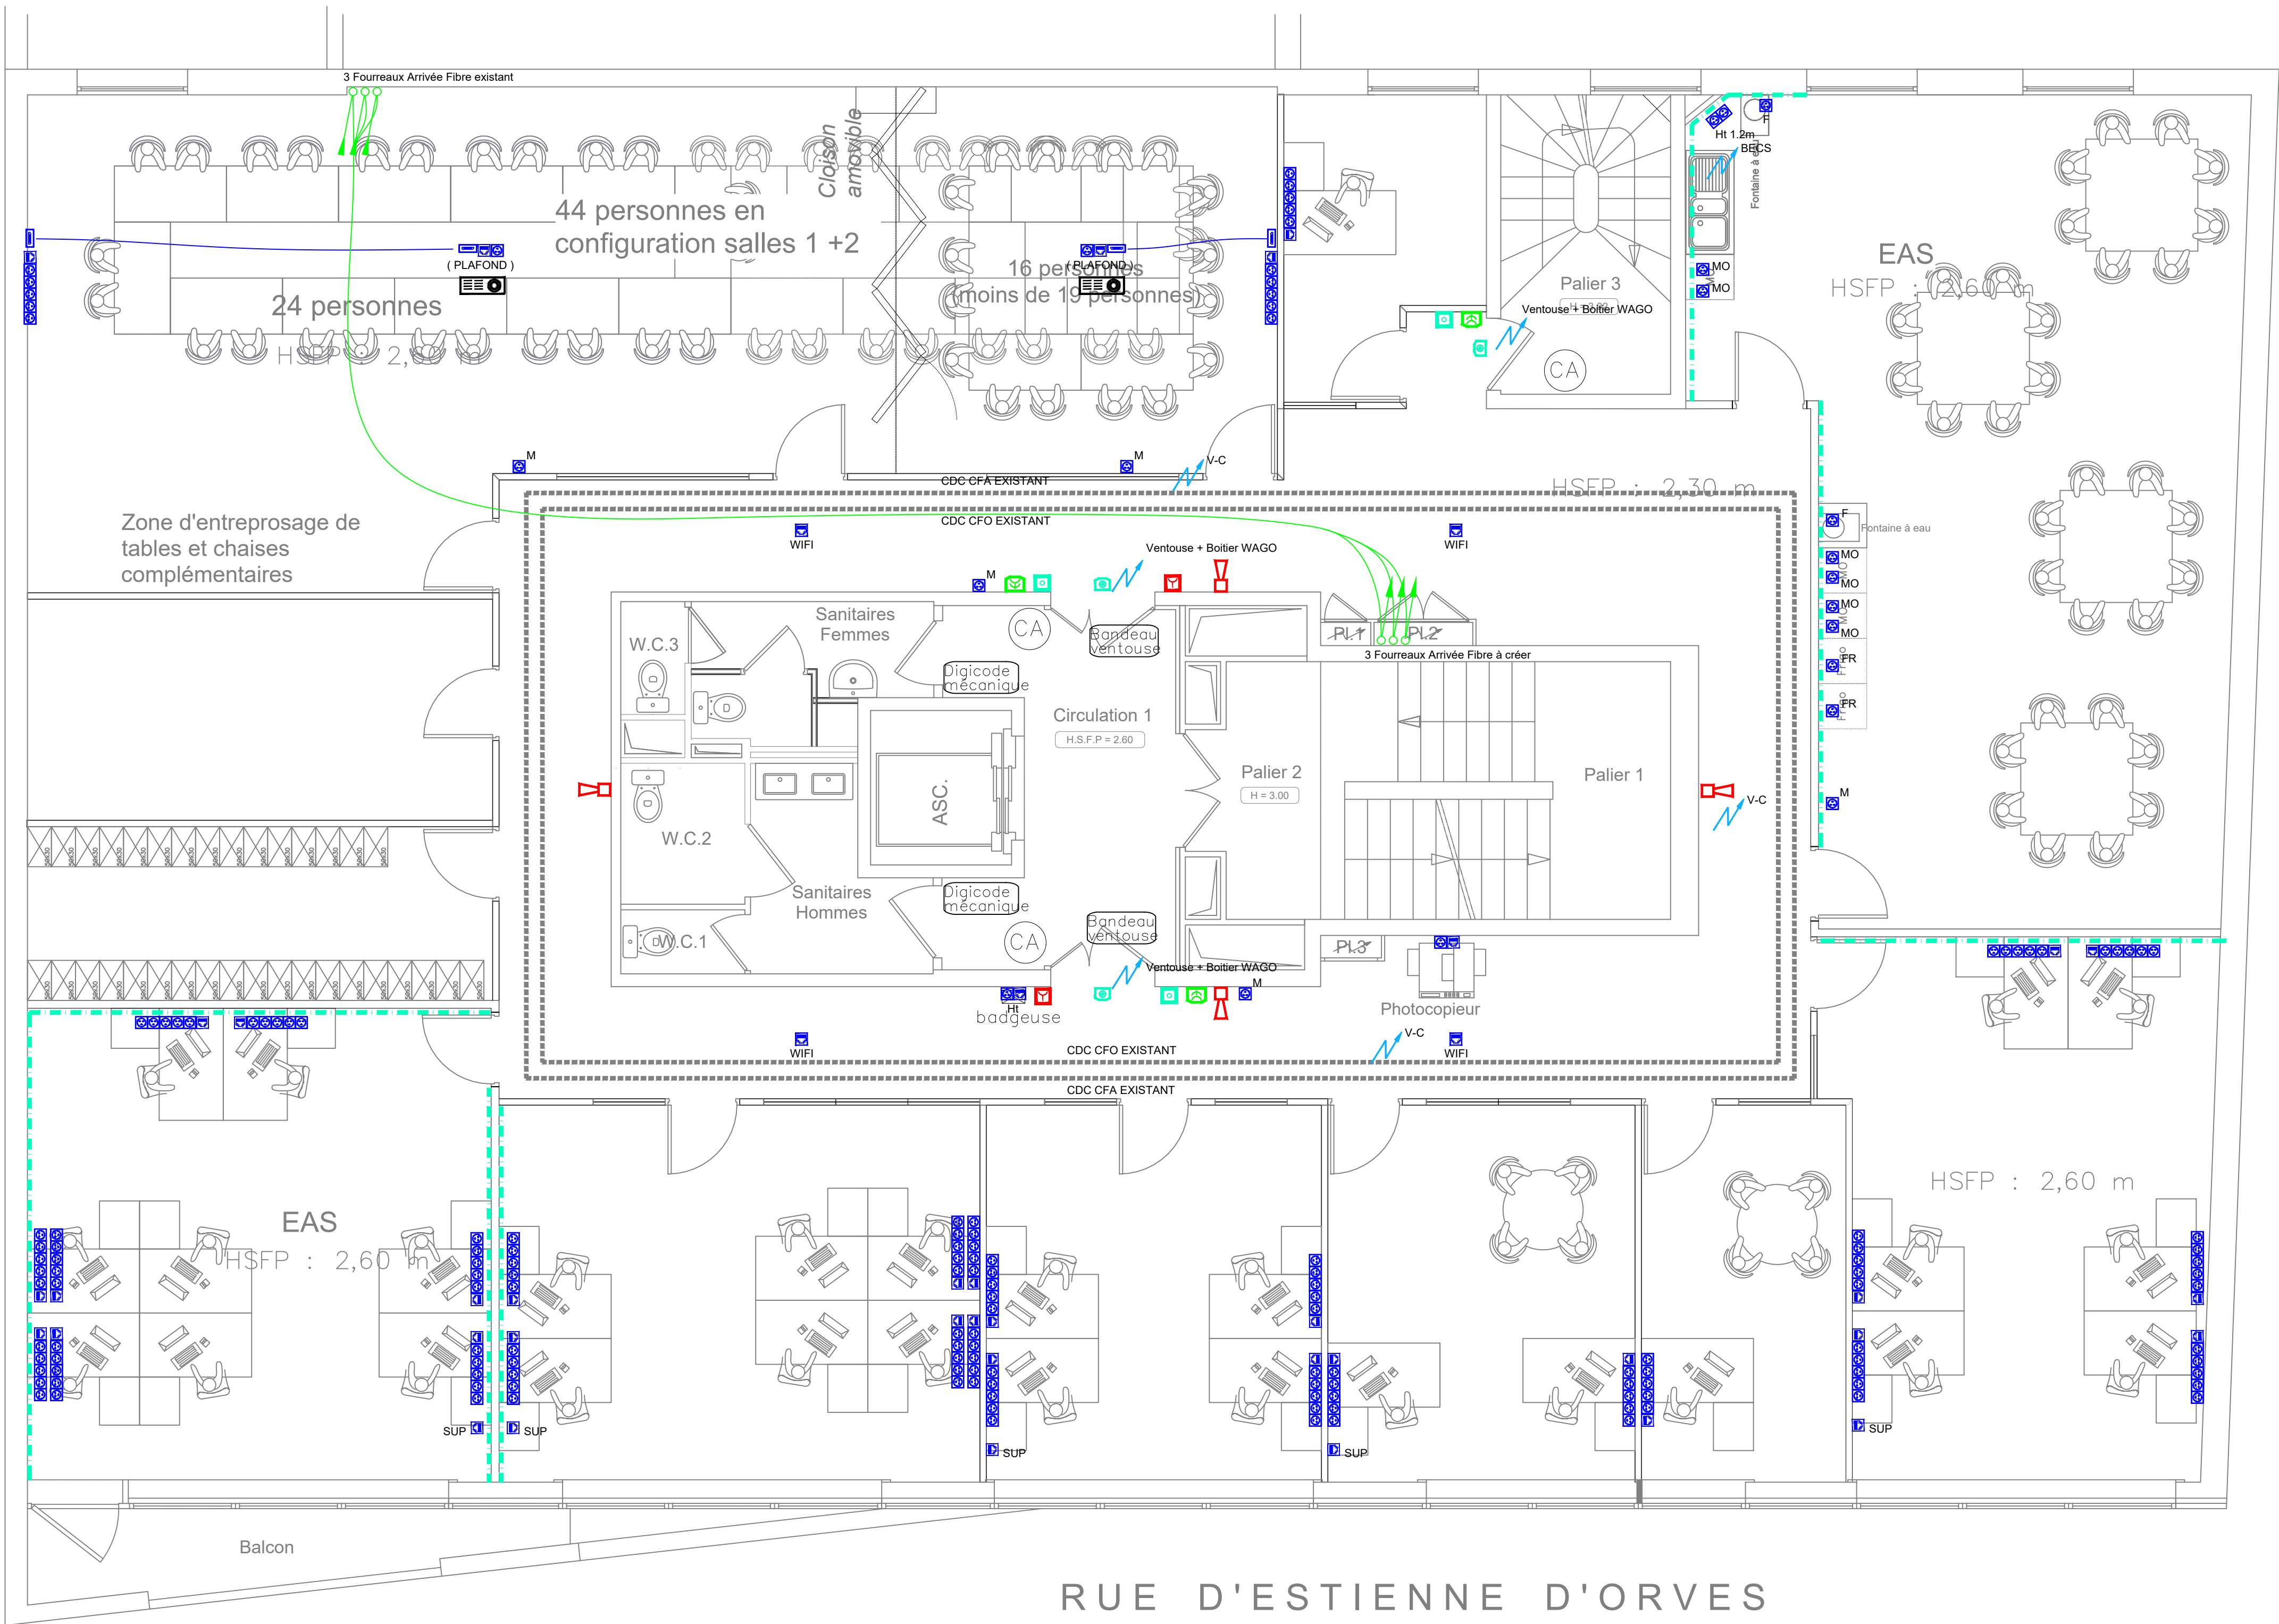 3 Fourreaux Arrivée Fibre existant
Cloison
amovible
44 personnes en
configuration salles 1 +2
( PLAFOND )
( PLAFOND )
16 personnes
(moins de 19 personnes)
24 personnes
HSFP : 2,60 m
Ht 1.2m
F
BECS
Fontaine à eau
MO
MO
EAS
HSFP : 2,60 m
Palier 3
Ventouse + Boitier WAGO
CA
M
M
V-C
CDC CFA EXISTANT
HSFP : 2,30 m
CDC CFO EXISTANT
WIFI
WIFI
Zone d'entreprosage de
tables et chaises
complémentaires
Ventouse + Boitier WAGO
M
F
Fontaine à eau
MO
MO
MO
MO
FR
Frigo
FR
Frigo
M
Sanitaires
Femmes
W.C.3
CA
Bandeau
ventouse
Pl.1
Pl.2
3 Fourreaux Arrivée Fibre à créer
Digicode
mécanique
Circulation 1
H.S.F.P = 2.60
Palier 2
H = 3.00
Palier 1
ASC.
V-C
W.C.2
Sanitaires
Hommes
Digicode
mécanique
Bandeau
ventouse
W.C.1
CA
Pl.3
Ventouse + Boitier WAGO
M
Ht
badgeuse
Photocopieur
V-C
WIFI
WIFI
CDC CFO EXISTANT
CDC CFA EXISTANT
EAS
HSFP : 2,60 m
HSFP : 2,60 m
SUP
SUP
SUP
SUP
SUP
Balcon
RUE D'ESTIENNE D'ORVES